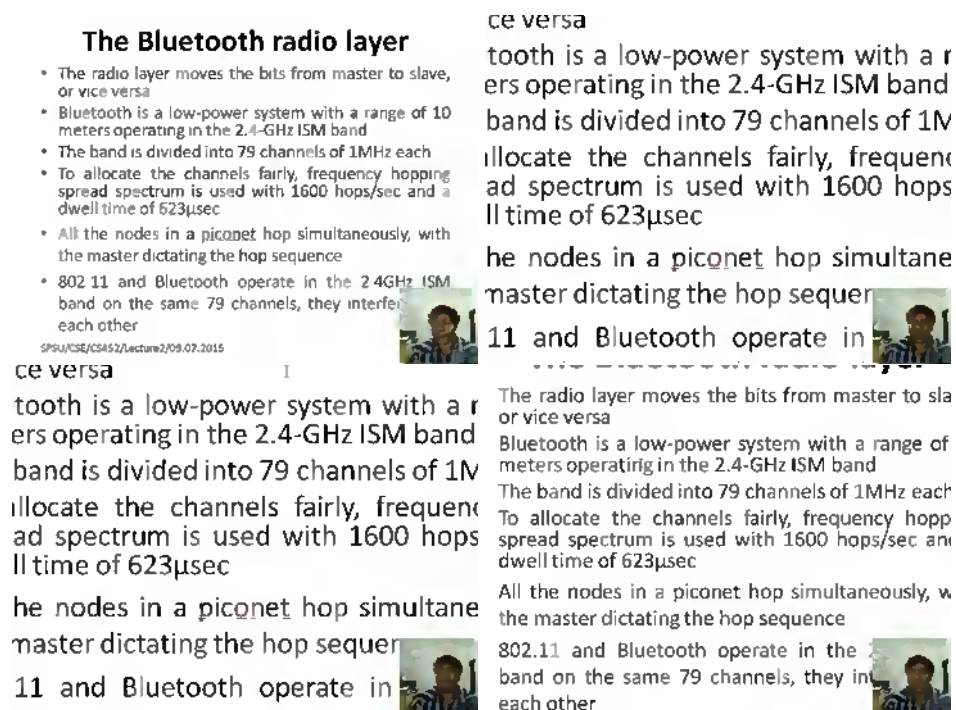 The Bluetooth radio layer
• The radio layer moves the bits from master to slave,
or vice versa
• Bluetooth is a low-power system with a range of 10
meters operating in the 2.4-GHz ISM band
• The band is divided into 79 channels of 1MHz each
• To allocate the channels fairly, frequency hopping
spread spectrum is used with 1600 hops/sec and a
dwell time of 623µsec
• All the nodes in a piconet hop simultaneously, with
the master dictating the hop sequence
• 802 11 and Bluetooth operate in the 2 4GHz ISM
band on the same 79 channels, they interfe
each other
SPSU/CSE/CS452/Lecture2/09.07.2015
ce versa
tooth is a low-power system with a r
ers operating in the 2.4-GHz ISM band
band is divided into 79 channels of 1M
llocate the channels fairly, frequenc
ad spectrum is used with 1600 hops
ll time of 623µsec
he nodes in a piconet hop simultane
master dictating the hop sequer
11 and Bluetooth operate in
ce versa
tooth is a low-power system with a r
ers operating in the 2.4-GHz ISM band
band is divided into 79 channels of 1M
llocate the channels fairly, frequenc
ad spectrum is used with 1600 hops
ll time of 623µsec
he nodes in a piconet hop simultane
master dictating the hop sequer
11 and Bluetooth operate in
The radio layer moves the bits from master to sla
or vice versa
Bluetooth is a low-power system with a range of
meters operating in the 2.4-GHz ISM band
The band is divided into 79 channels of 1MHz each
To allocate the channels fairly, frequency hopp
spread spectrum is used with 1600 hops/sec an
dwell time of 623µsec
All the nodes in a piconet hop simultaneously, w
the master dictating the hop sequence
802.11 and Bluetooth operate in the
band on the same 79 channels, they in
each other